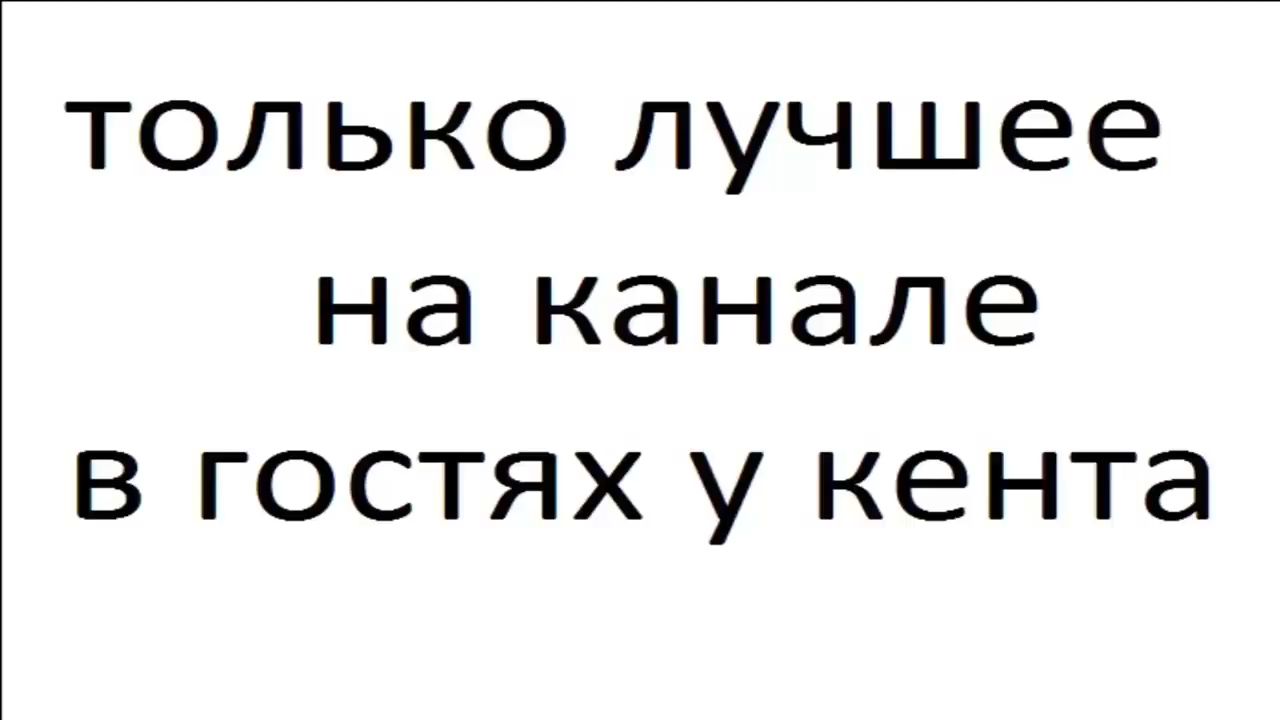 только лучшее
на канале
в гостях у кента